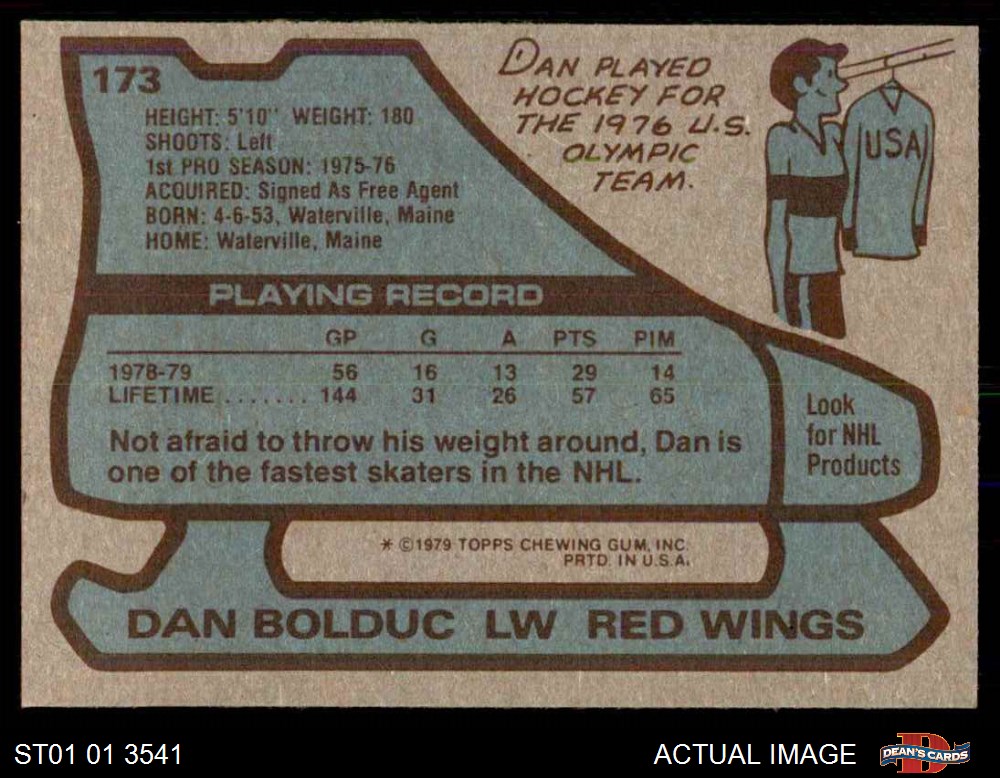 173
HEIGHT: 5'10" WEIGHT: 180
SHOOTS: Left
1st PRO SEASON: 1975-76
ACQUIRED: Signed As Free Agent
BORN: 4-6-53, Waterville, Maine
HOME: Waterville, Maine
DAN PLAYED
HOCKEY FOR
THE 1976 U.S.
OLYMPIC
TEAM.
USA
PLAYING RECORD
GP G A PTS PIM
1978-79 56 16 13 29 14
LIFETIME ....... 144 31 26 57 65
Not afraid to throw his weight around, Dan is
one of the fastest skaters in the NHL.
Look
for NHL
Products
* ©1979 TOPPS CHEWING GUM, INC.
PRTD. IN U.S.A.
DAN BOLDUC LW RED WINGS
ST01 01 3541
ACTUAL IMAGE
D
DEAN'S CARDS